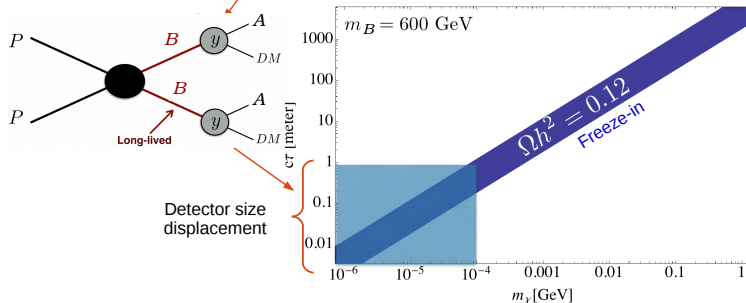 P
P
B
B
y
y
A
DM
A
DM
Long-lived
Detector size
displacement
m_B = 600 GeV
Ωh² = 0.12
Freeze-in
cτ [meter]
1000
100
10
1
0.1
0.01
10⁻⁶
10⁻⁵
10⁻⁴
0.001
0.01
0.1
1
m_χ[GeV]